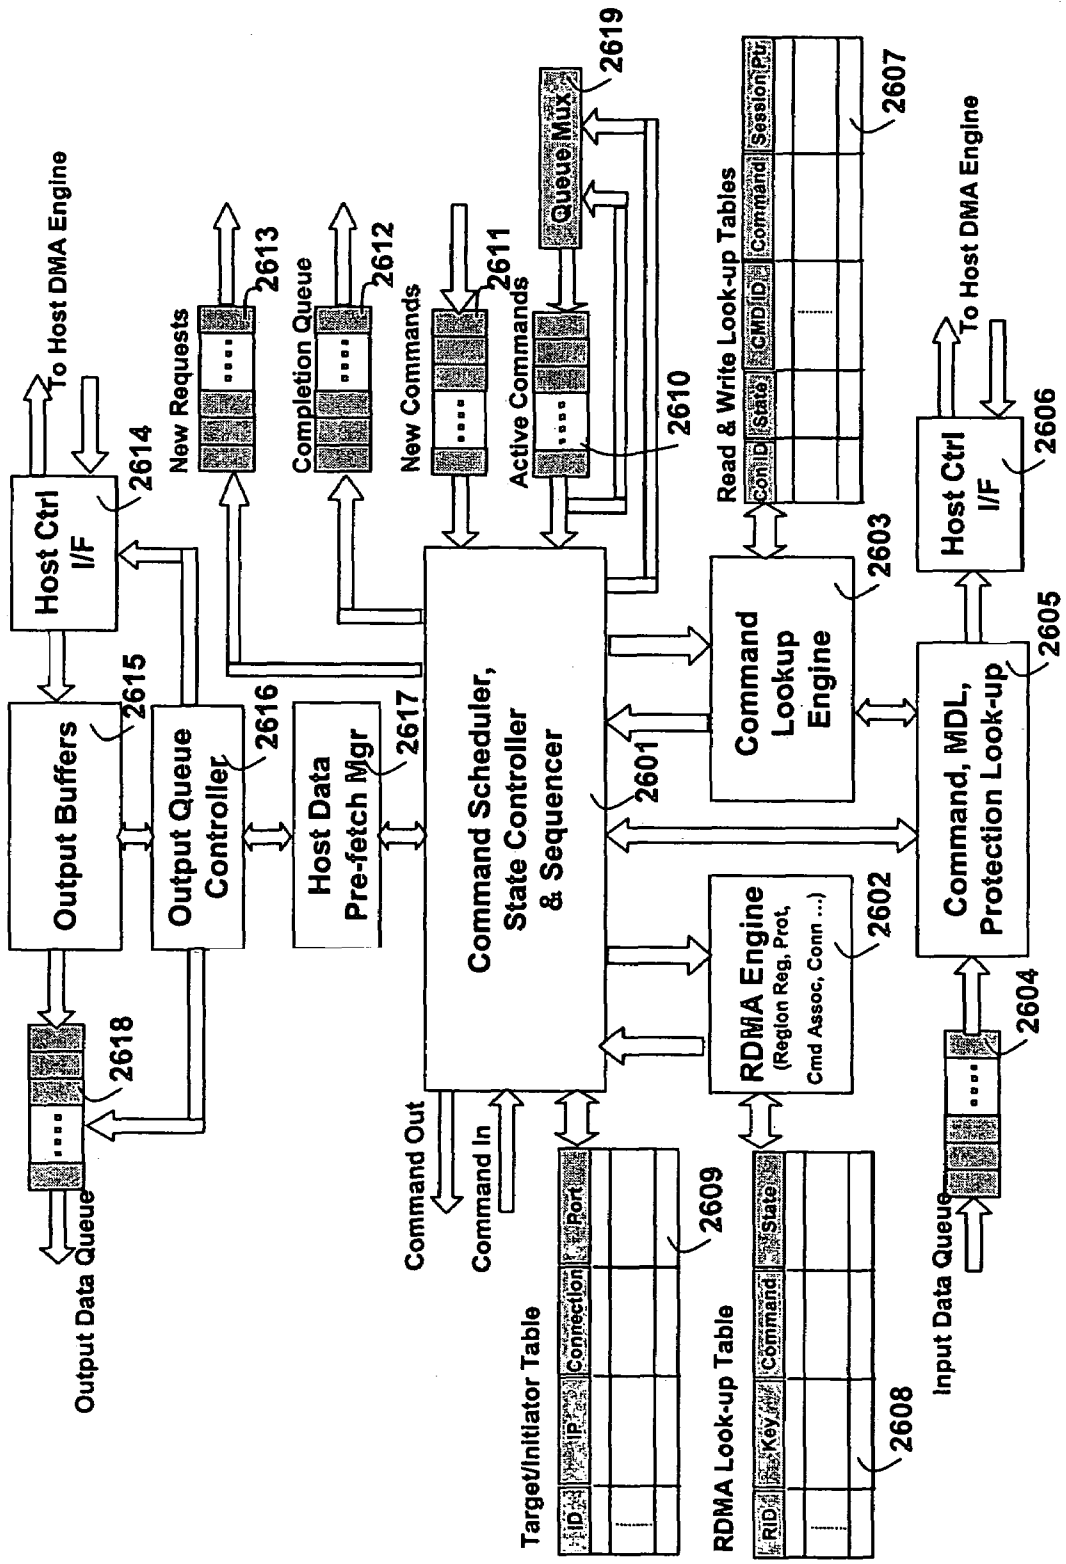 Output Data Queue
2618
Output Buffers
2615
Host Ctrl
I/F
2614
To Host DMA Engine
Output Queue
Controller
2616
Host Data
Pre-fetch Mgr
2617
New Requests
2613
Completion Queue
2612
New Commands
2611
Active Commands
2610
Queue Mux
2619
Command Out
Command In
Command Scheduler,
State Controller
& Sequencer
2601
Target/Initiator Table
ID IP Connection Port
2609
RDMA Look-up Table
RID Key Command State
2608
RDMA Engine
(Region Reg, Prot,
Cmd Assoc, Conn ...)
2602
Command
Lookup
Engine
2603
Read & Write Look-up Tables
Con ID State CMD ID Command Session Ptr
2607
Input Data Queue
2604
Command, MDL,
Protection Look-up
2605
Host Ctrl
I/F
2606
To Host DMA Engine